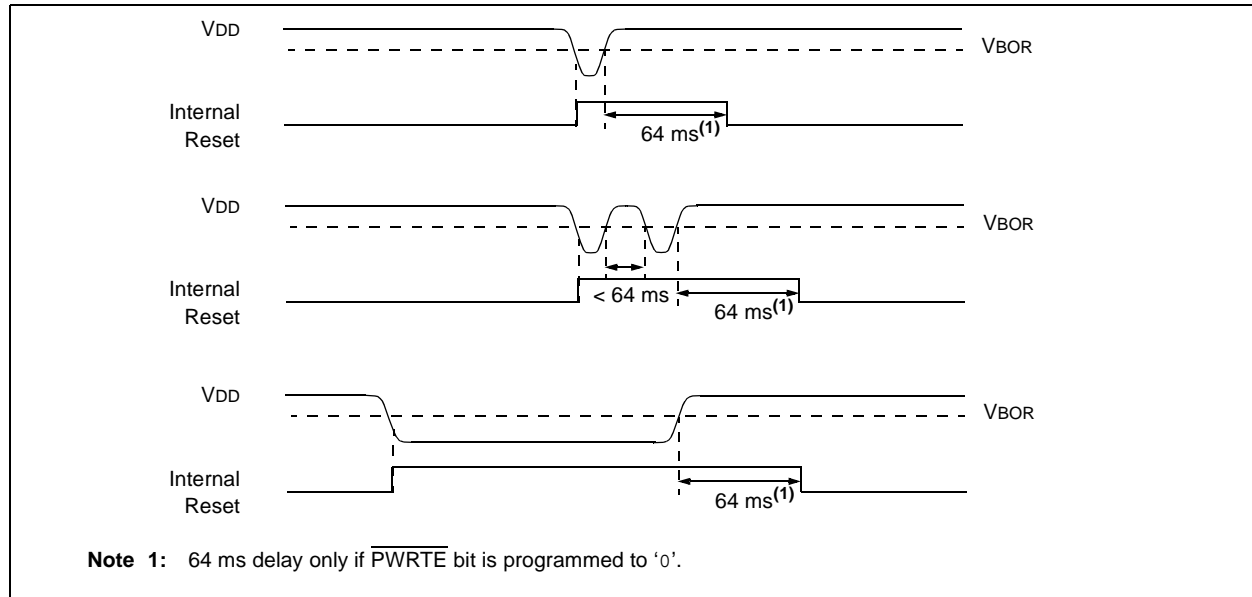 VDD
VBOR
Internal
Reset
64 ms(1)
VDD
VBOR
Internal
Reset
< 64 ms
64 ms(1)
VDD
VBOR
Internal
Reset
64 ms(1)
Note 1: 64 ms delay only if PWRTE bit is programmed to ‘0’.